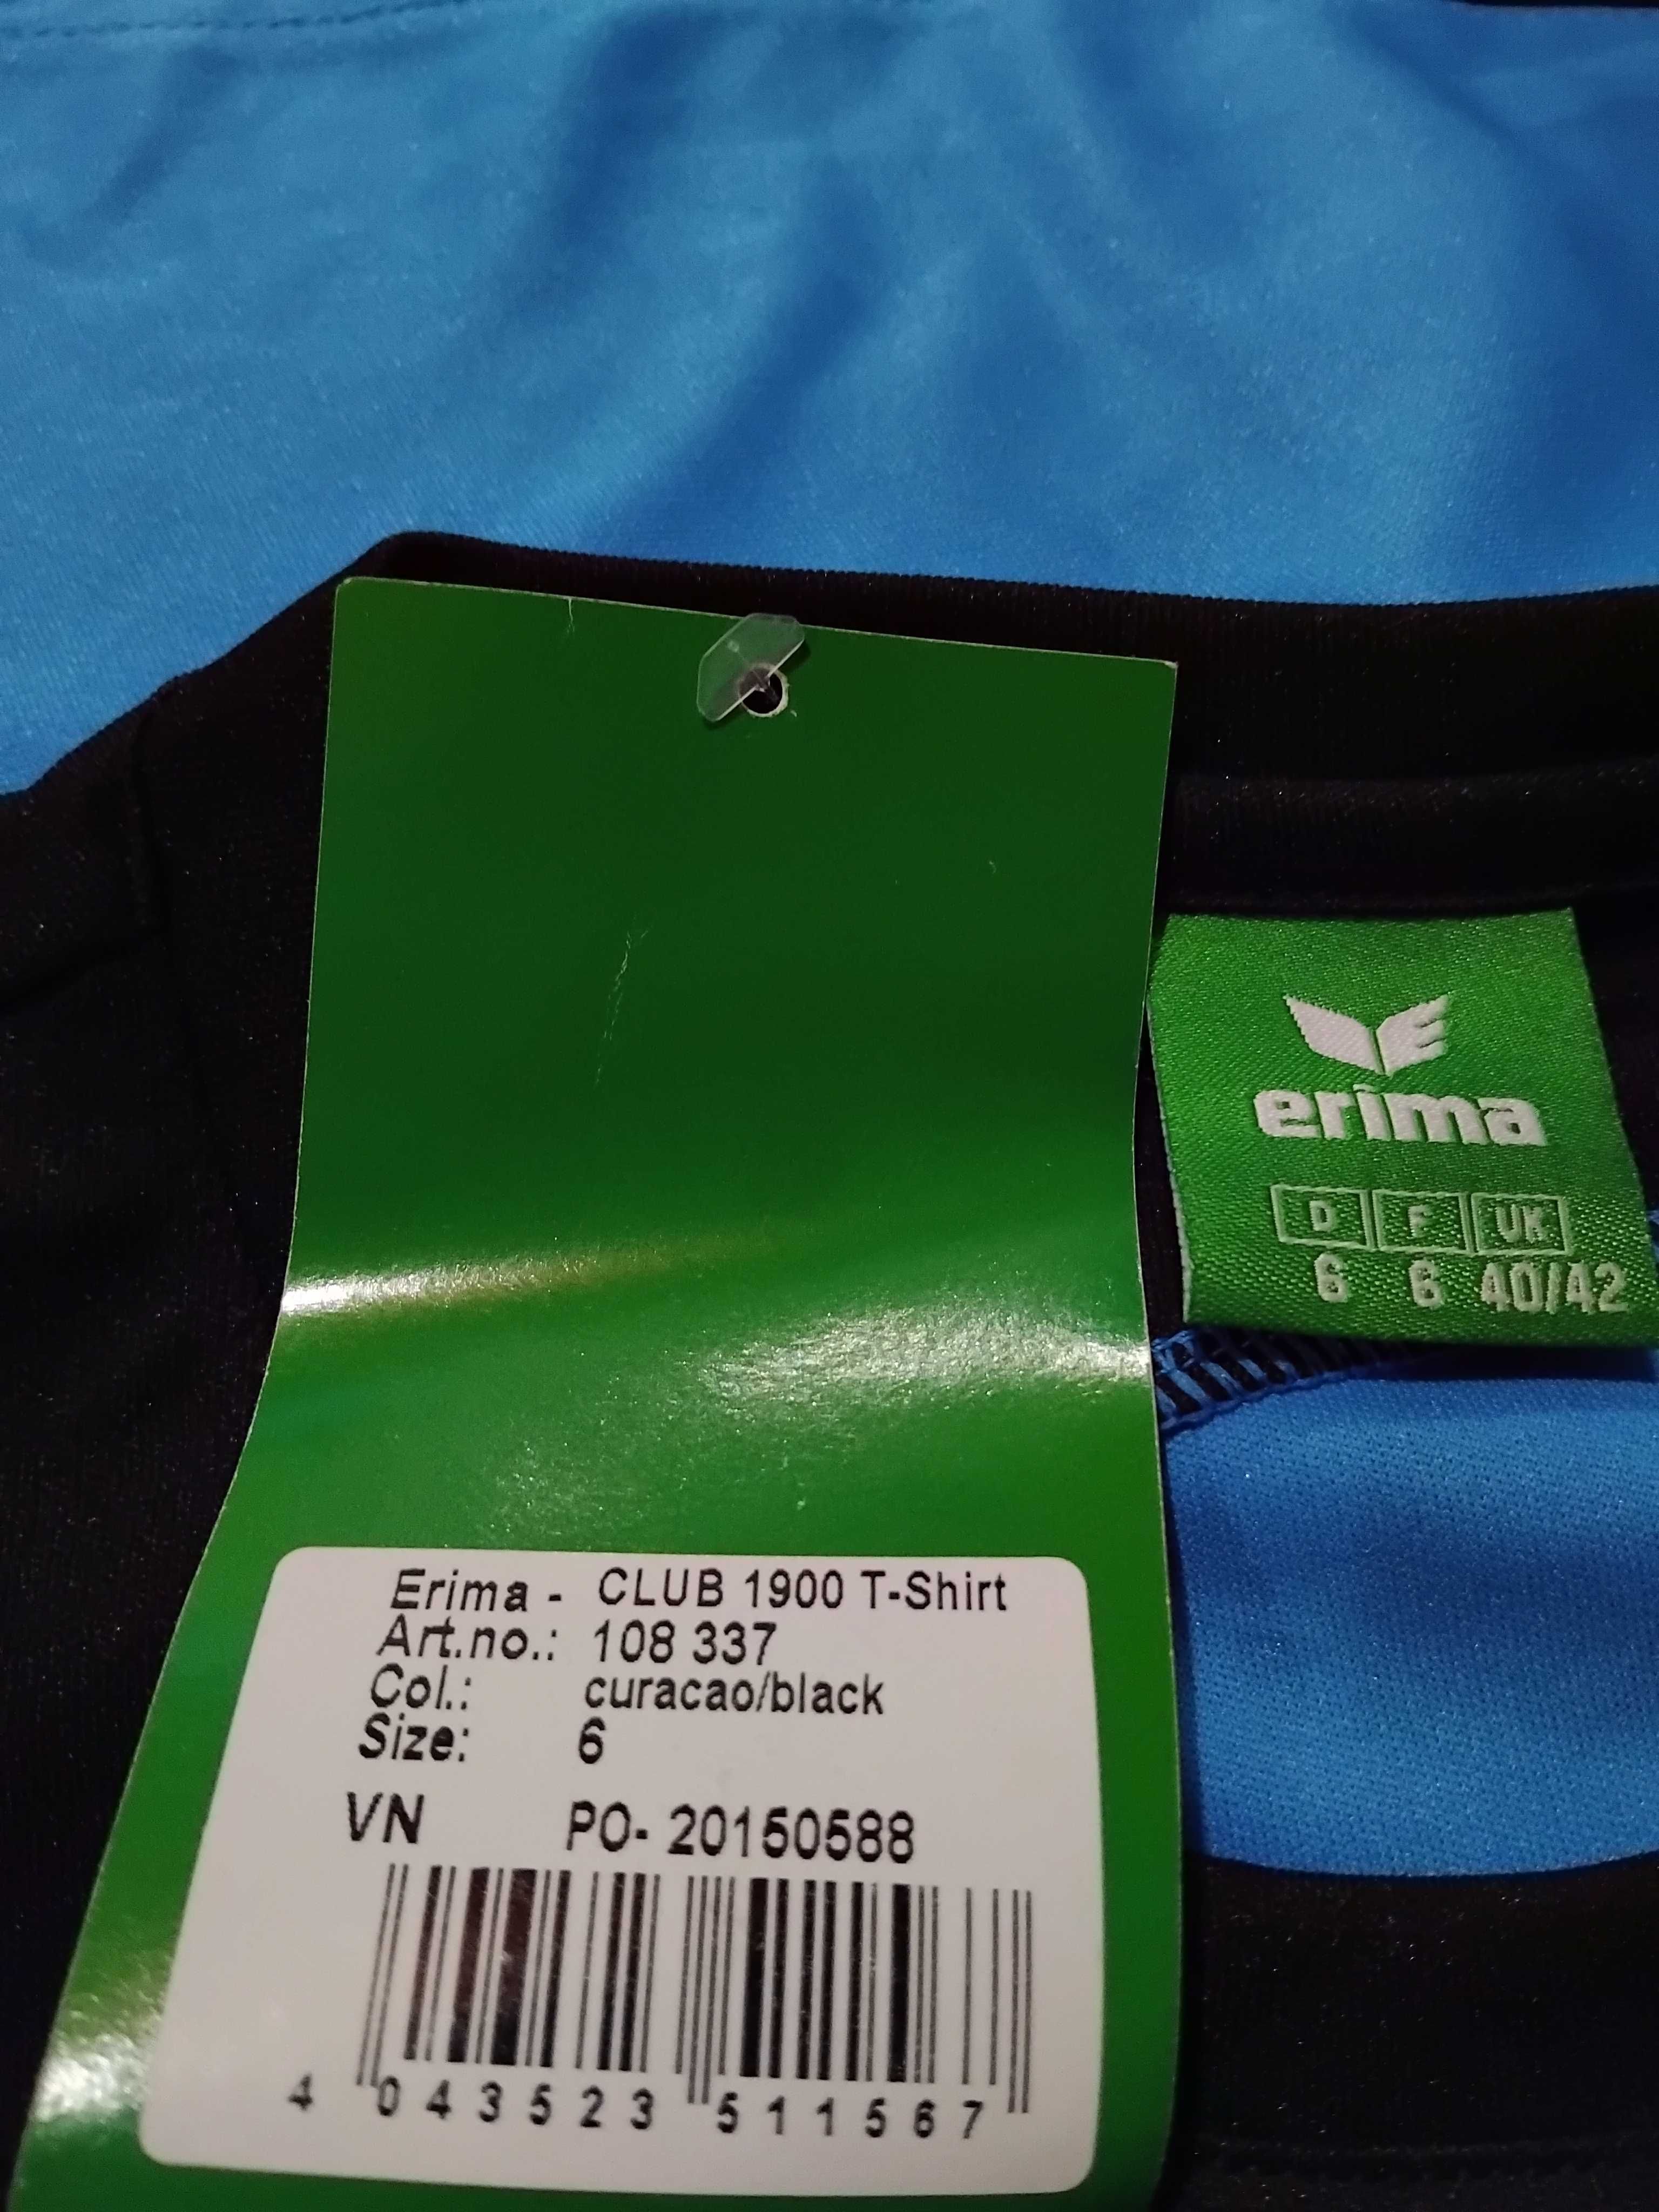 erima
D F UK
6 6 40/42
Erima - CLUB 1900 T-Shirt
Art.no.: 108 337
Col.: curacao/black
Size: 6
VN PO- 20150588
4 043523 511567